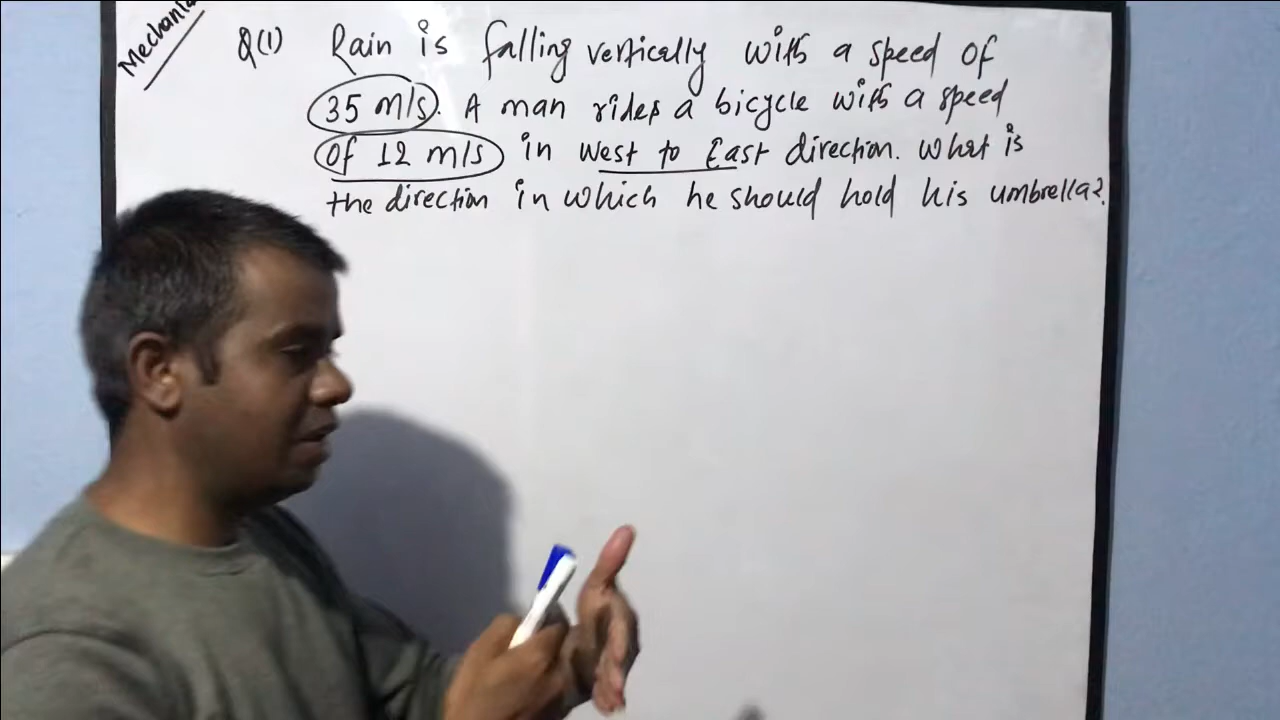 Q(1) Rain is falling vertically with a speed of
35 m/s. A man rides a bicycle with a speed
of 12 m/s in west to East direction. What is
the direction in which he should hold his umbrella?